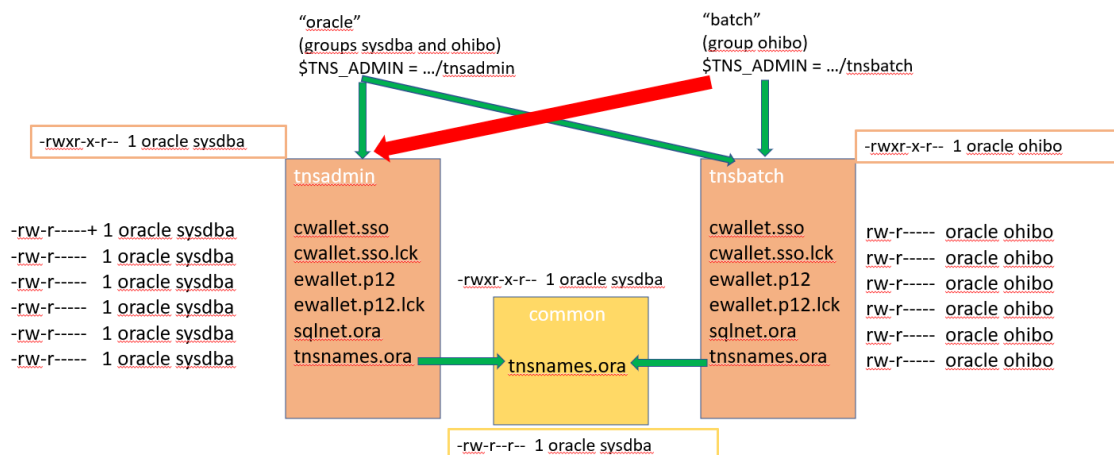 “oracle”
(groups sysdba and ohibo)
$TNS_ADMIN = .../tnsadmin
“batch”
(group ohibo)
$TNS_ADMIN = .../tnsbatch
-rwxr-x-r-- 1 oracle sysdba
-rwxr-x-r-- 1 oracle ohibo
tnsadmin
cwallet.sso
cwallet.sso.lck
ewallet.p12
ewallet.p12.lck
sqlnet.ora
tnsnames.ora
-rw-r-----+ 1 oracle sysdba
-rw-r----- 1 oracle sysdba
-rw-r----- 1 oracle sysdba
-rw-r----- 1 oracle sysdba
-rw-r----- 1 oracle sysdba
-rw-r----- 1 oracle sysdba
-rwxr-x-r-- 1 oracle sysdba
common
tnsnames.ora
-rw-r--r-- 1 oracle sysdba
tnsbatch
cwallet.sso
cwallet.sso.lck
ewallet.p12
ewallet.p12.lck
sqlnet.ora
tnsnames.ora
rw-r----- oracle ohibo
rw-r----- oracle ohibo
rw-r----- oracle ohibo
rw-r----- oracle ohibo
rw-r----- oracle ohibo
rw-r----- oracle ohibo